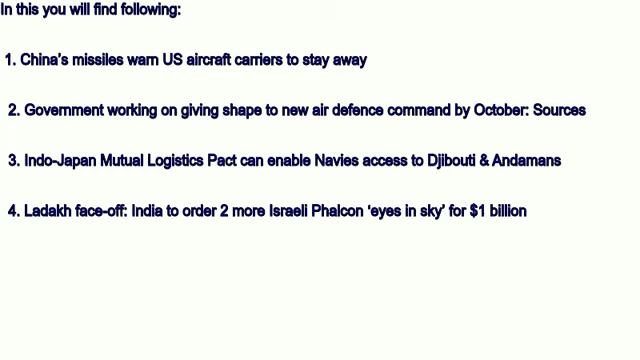 In this you will find following:
1. China's missiles warn US aircraft carriers to stay away
2. Government working on giving shape to new air defence command by October: Sources
3. Indo-Japan Mutual Logistics Pact can enable Navies access to Djibouti & Andamans
4. Ladakh face-off: India to order 2 more Israeli Phalcon 'eyes in sky' for $1 billion